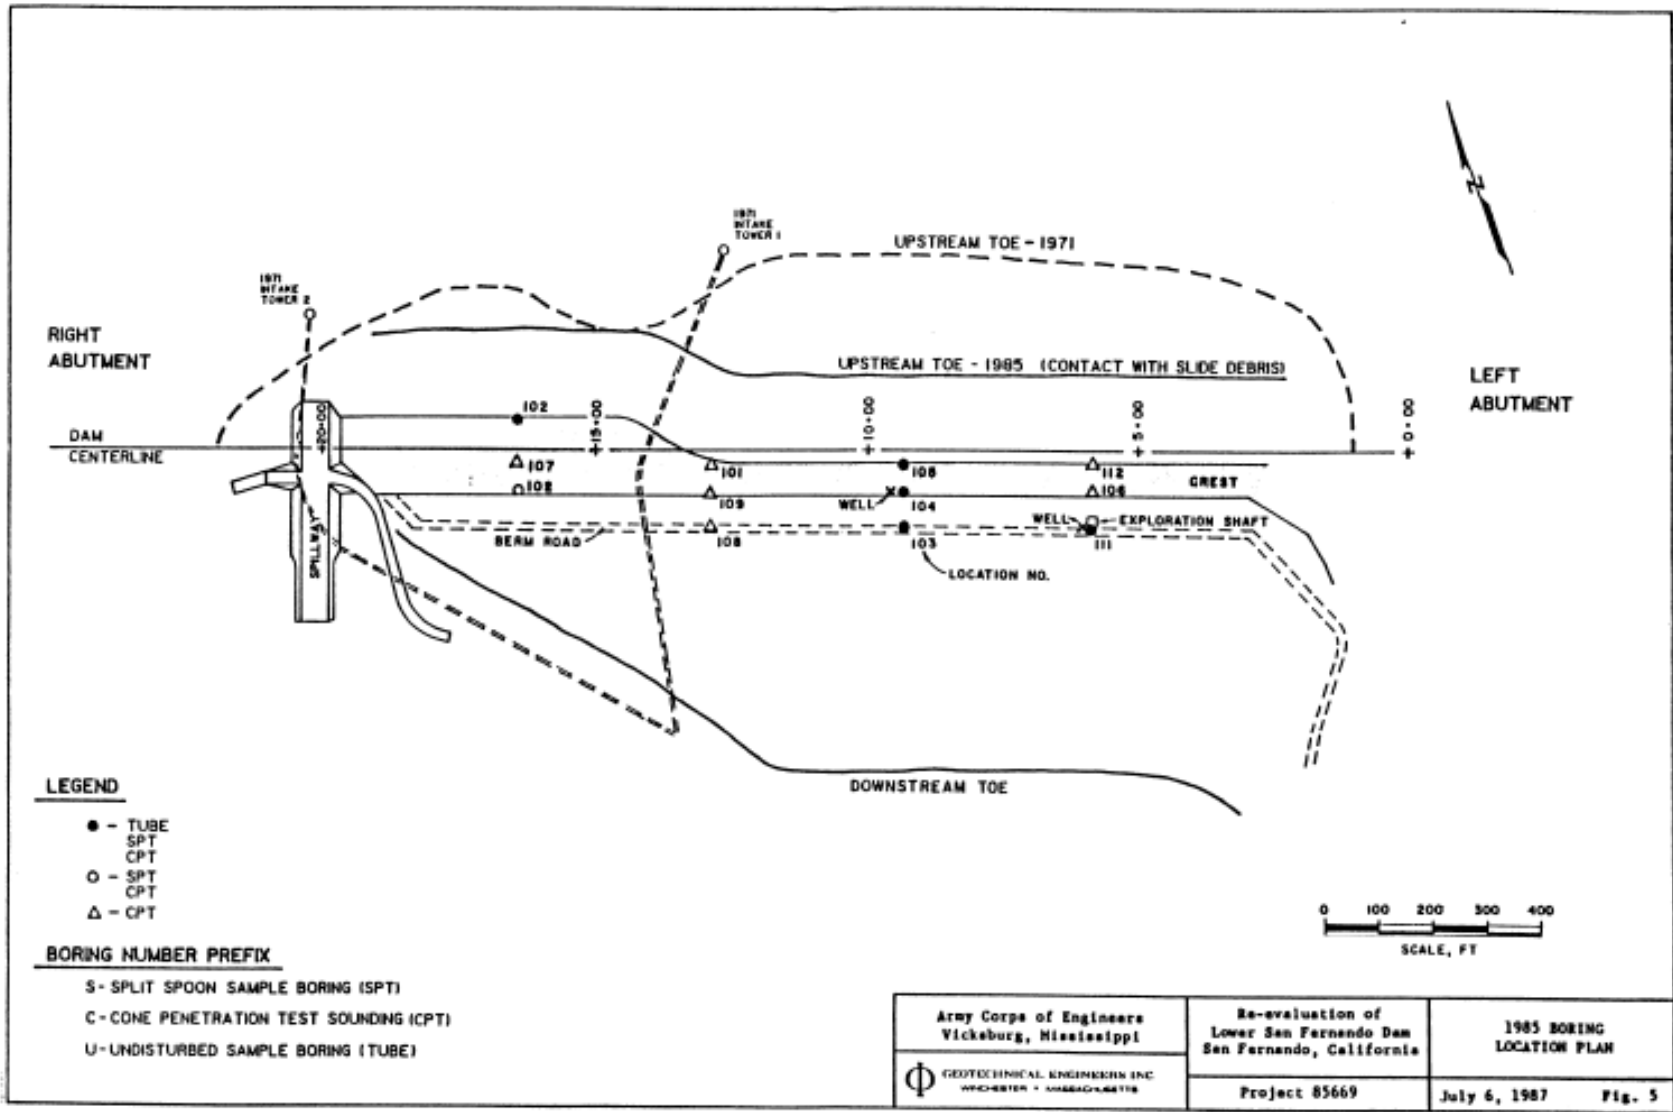 1971
INTAKE
TOWER 1
UPSTREAM TOE - 1971
1971
INTAKE
TOWER 2
N
RIGHT
ABUTMENT
UPSTREAM TOE - 1985 (CONTACT WITH SLIDE DEBRIS)
LEFT
ABUTMENT
DAM
CENTERLINE
20+00
15+00
10+00
5+00
0+00
102
107
102
101
109
108
105
104
103
112
106
111
CREST
WELL
WELL
EXPLORATION SHAFT
BERM ROAD
LOCATION NO.
SPILLWAY
DOWNSTREAM TOE
LEGEND
● - TUBE
SPT
CPT
○ - SPT
CPT
△ - CPT
BORING NUMBER PREFIX
S - SPLIT SPOON SAMPLE BORING (SPT)
C - CONE PENETRATION TEST SOUNDING (CPT)
U - UNDISTURBED SAMPLE BORING (TUBE)
0 100 200 300 400
SCALE, FT
Army Corps of Engineers
Vicksburg, Mississippi
GEOTECHNICAL ENGINEERS INC.
WINCHESTER • MASSACHUSETTS
Re-evaluation of
Lower San Fernando Dam
San Fernando, California
Project 85669
1985 BORING
LOCATION PLAN
July 6, 1987 Fig. 5